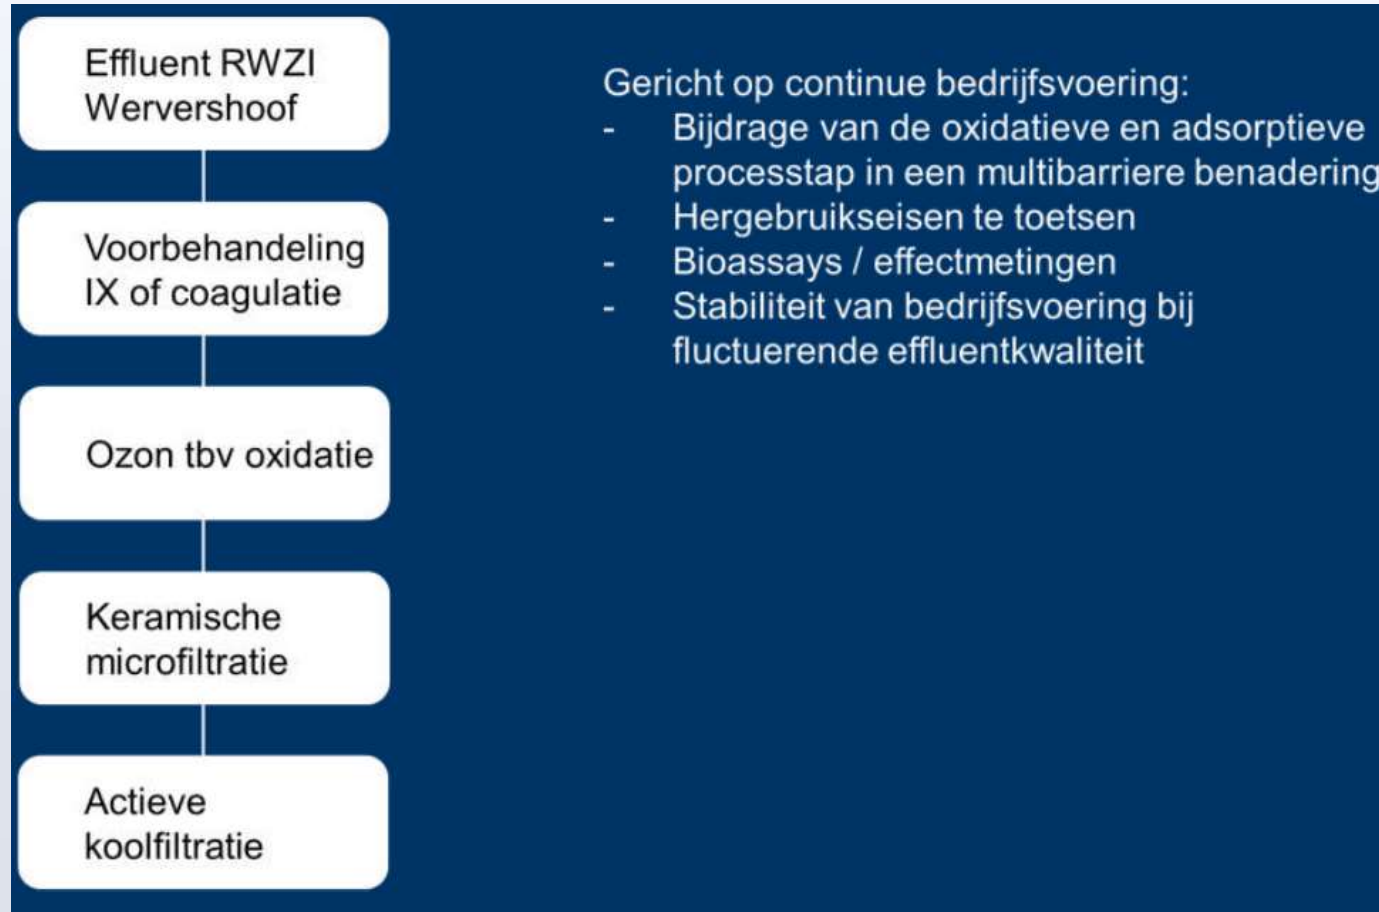 Effluent RWZI
Wervershoof
Voorbehandeling
IX of coagulatie
Ozon tbv oxidatie
Keramische
microfiltratie
Actieve
koolfiltratie
Gericht op continue bedrijfsvoering:
- Bijdrage van de oxidatieve en adsorptieve
processtap in een multibarriere benadering
- Hergebruikseisen te toetsen
- Bioassays / effectmetingen
- Stabiliteit van bedrijfsvoering bij
fluctuerende effluentkwaliteit